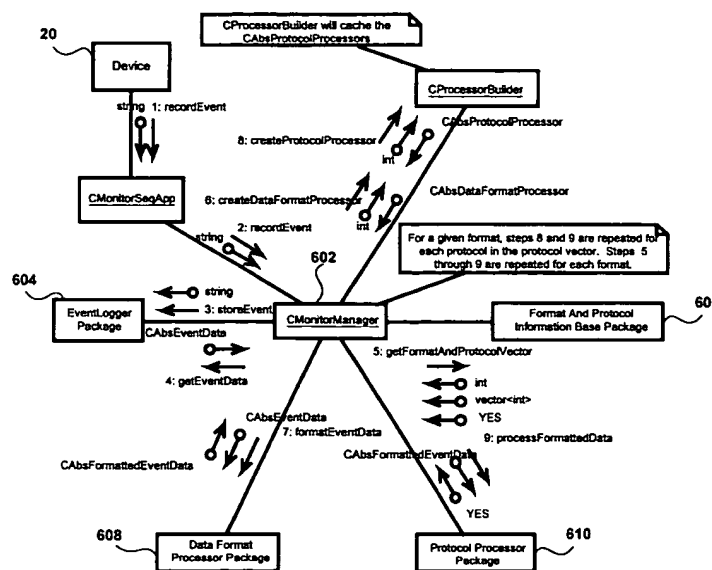 20
CProcessorBuilder will cache the
CAbsProtocolProcessors
Device
CProcessorBuilder
string
1: recordEvent
8: createProtocolProcessor
CAbsProtocolProcessor
int
CMonitorSeqApp
6: createDataFormatProcessor
CAbsDataFormatProcessor
int
2: recordEvent
string
602
For a given format, steps 8 and 9 are repeated for
each protocol in the protocol vector. Steps 5
through 9 are repeated for each format.
604
string
EventLogger
Package
3: storeEvent
CMonitorManager
Format And Protocol
Information Base Package
60
CAbsEventData
4: getEventData
5: getFormatAndProtocolVector
int
vector<int>
YES
CAbsEventData
7: formatEventData
9: processFormattedData
CAbsFormattedEventData
CAbsFormattedEventData
YES
608
Data Format
Processor Package
Protocol Processor
Package
610